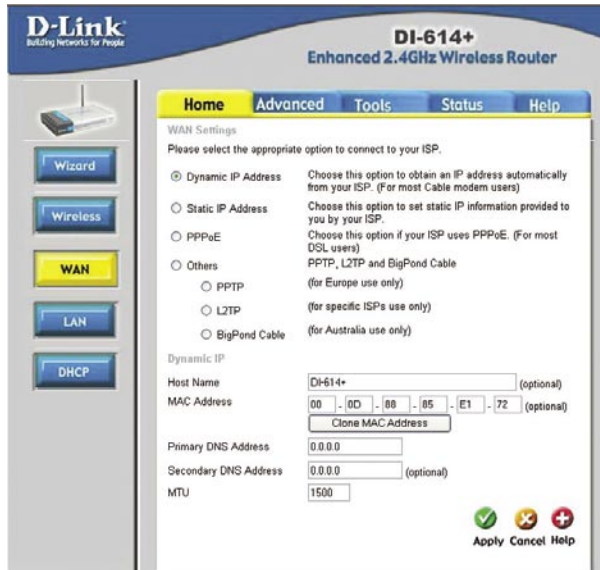 D-Link
Building Networks for People
DI-614+
Enhanced 2.4GHz Wireless Router
Home Advanced Tools Status Help
Wizard
Wireless
WAN
LAN
DHCP
WAN Settings
Please select the appropriate option to connect to your ISP.
Dynamic IP Address Choose this option to obtain an IP address automatically
from your ISP. (For most Cable modem users)
Static IP Address Choose this option to set static IP information provided to
you by your ISP.
PPPoE Choose this option if your ISP uses PPPoE. (For most
DSL users)
Others PPTP, L2TP and BigPond Cable
PPTP (for Europe use only)
L2TP (for specific ISPs use only)
BigPond Cable (for Australia use only)
Dynamic IP
Host Name DI-614+ (optional)
MAC Address 00 - 0D - 88 - 85 - E1 - 72 (optional)
Clone MAC Address
Primary DNS Address 0.0.0.0
Secondary DNS Address 0.0.0.0 (optional)
MTU 1500
Apply Cancel Help